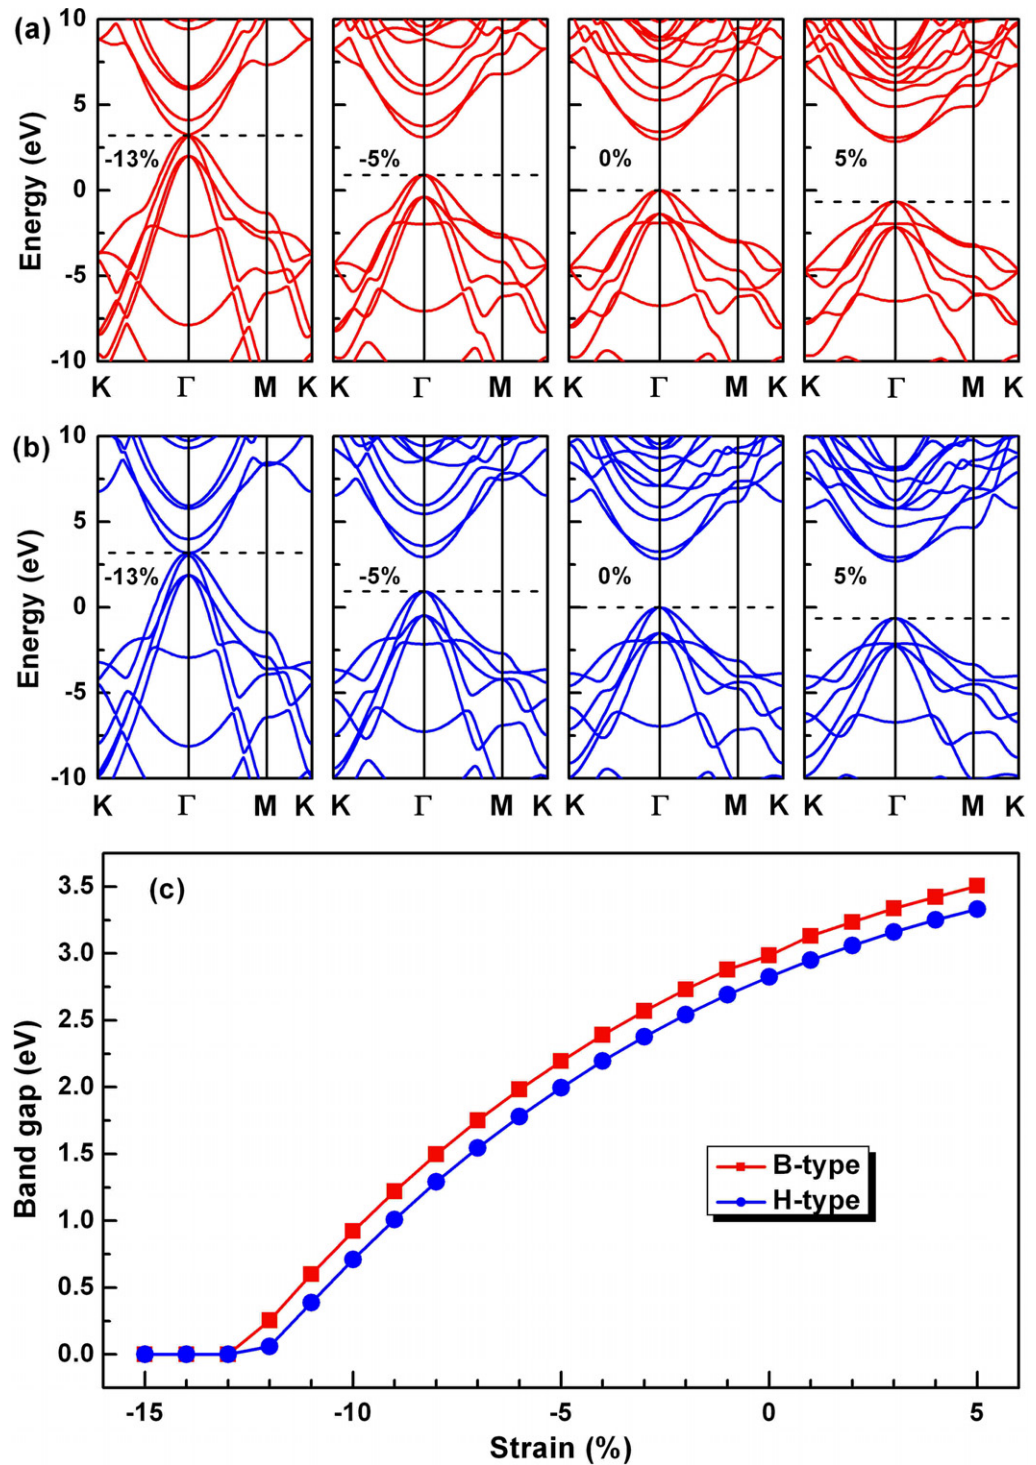 (a)
Energy (eV)
10
5
0
-5
-10
-13%
-5%
0%
5%
K Γ M K K Γ M K K Γ M K K Γ M K
(b)
Energy (eV)
10
5
0
-5
-10
-13%
-5%
0%
5%
K Γ M K K Γ M K K Γ M K K Γ M K
(c)
Band gap (eV)
3.5
3.0
2.5
2.0
1.5
1.0
0.5
0.0
B-type
H-type
-15 -10 -5 0 5
Strain (%)